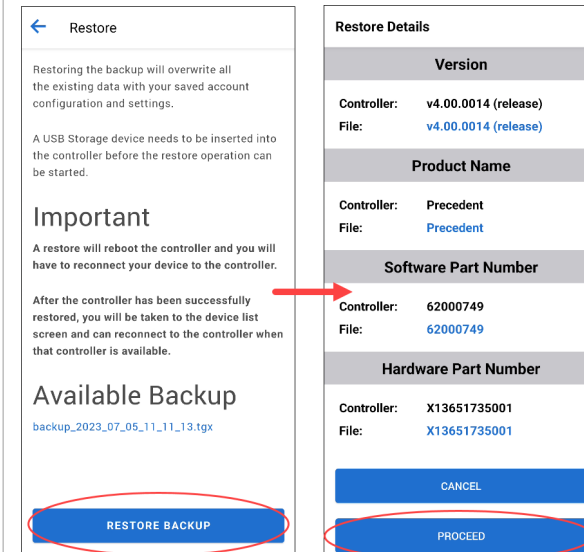 Restore
Restoring the backup will overwrite all
the existing data with your saved account
configuration and settings.
A USB Storage device needs to be inserted into
the controller before the restore operation can
be started.
Important
A restore will reboot the controller and you will
have to reconnect your device to the controller.
After the controller has been successfully
restored, you will be taken to the device list
screen and can reconnect to the controller when
that controller is available.
Available Backup
backup_2023_07_05_11_11_13.tgx
RESTORE BACKUP
Restore Details
Version
Controller: v4.00.0014 (release)
File: v4.00.0014 (release)
Product Name
Controller: Precedent
File: Precedent
Software Part Number
Controller: 62000749
File: 62000749
Hardware Part Number
Controller: X13651735001
File: X13651735001
CANCEL
PROCEED